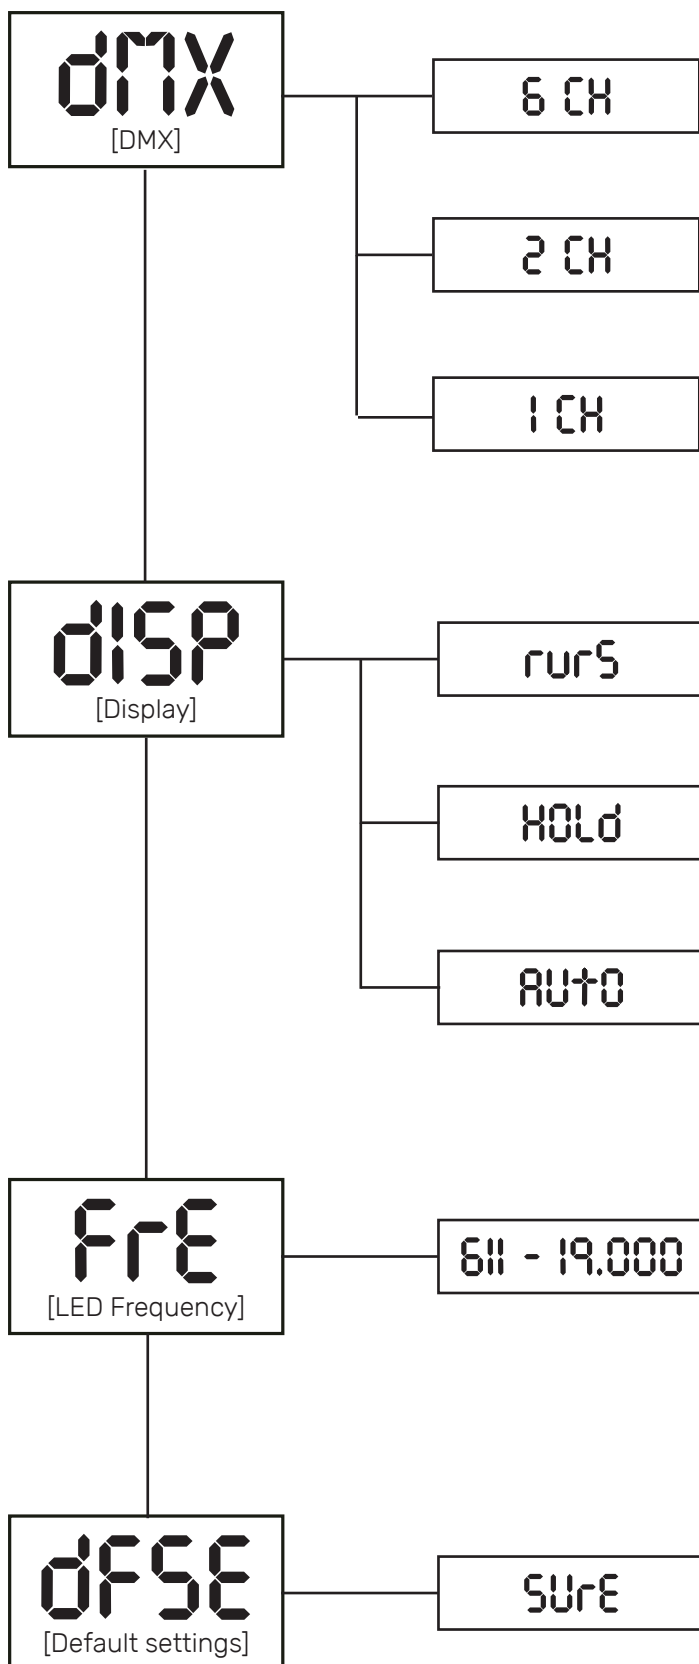 dMX
[DMX]
6 CH
2 CH
1 CH
dISP
[Display]
rurS
HOLd
AUtO
FrE
[LED Frequency]
611 - 19.000
dFSE
[Default settings]
SUrE